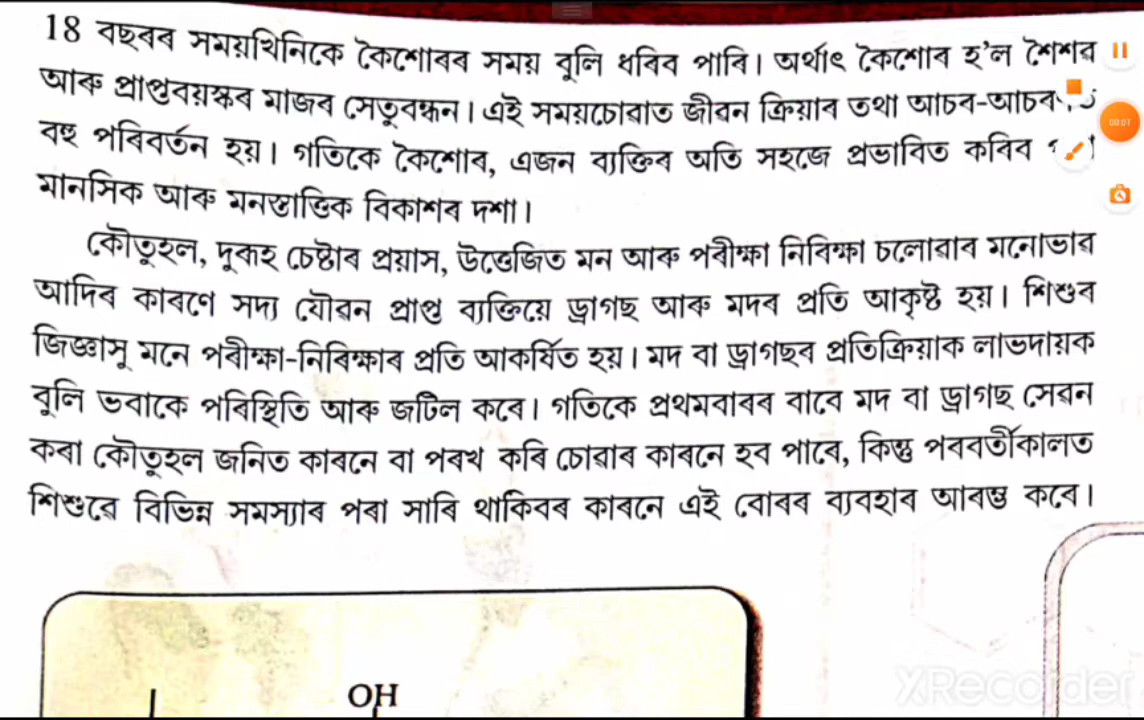 18 বছৰৰ সময়খিনিকে কৈশোৰৰ সময় বুলি ধৰিব পাৰি। অৰ্থাৎ কৈশোৰ হ'ল শৈশৱ
আৰু প্ৰাপ্তবয়স্কৰ মাজৰ সেতুবন্ধন। এই সময়চোৱাত জীৱন ক্ৰিয়াৰ তথা আচৰ-আচৰণত
বহু পৰিবৰ্তন হয়। গতিকে কৈশোৰ, এজন ব্যক্তিৰ অতি সহজে প্ৰভাবিত কৰিব
মানসিক আৰু মনস্তাত্তিক বিকাশৰ দশা।
কৌতুহল, দুৰূহ চেষ্টাৰ প্ৰয়াস, উত্তেজিত মন আৰু পৰীক্ষা নিৰিক্ষা চলোৱাৰ মনোভাৱ
আদিৰ কাৰণে সদ্য যৌৱন প্ৰাপ্ত ব্যক্তিয়ে ড্ৰাগছ আৰু মদৰ প্ৰতি আকৃষ্ট হয়। শিশুৰ
জিজ্ঞাসু মনে পৰীক্ষা-নিৰিক্ষাৰ প্ৰতি আকৰ্ষিত হয়। মদ বা ড্ৰাগছৰ প্ৰতিক্ৰিয়াক লাভদায়ক
বুলি ভবাকে পৰিস্থিতি আৰু জটিল কৰে। গতিকে প্ৰথমবাৰৰ বাবে মদ বা ড্ৰাগছ সেৱন
কৰা কৌতুহল জনিত কাৰনে বা পৰখ কৰি চোৱাৰ কাৰনে হব পাৰে, কিন্তু পৰবৰ্তীকালত
শিশুৱে বিভিন্ন সমস্যাৰ পৰা সাৰি থাকিবৰ কাৰনে এই বোৰৰ ব্যৱহাৰ আৰম্ভ কৰে।
OH
XRecorder
00:07